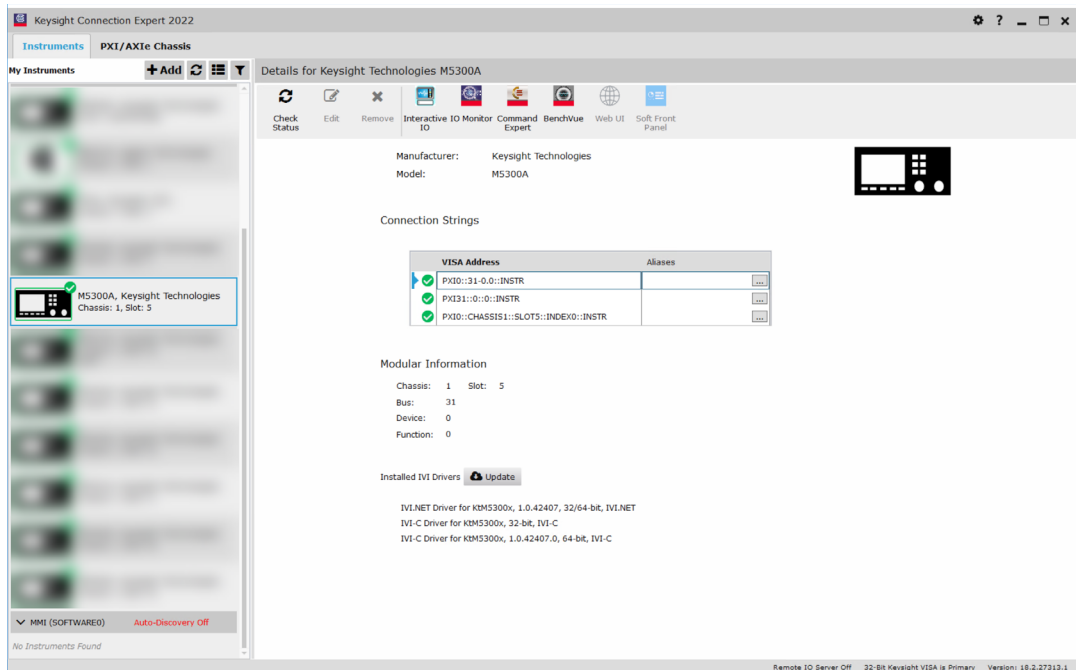 Keysight Connection Expert 2022
Instruments PXI/AXIe Chassis
My Instruments
Add
Details for Keysight Technologies M5300A
Check Status
Edit
Remove
Interactive IO
IO Monitor
Command Expert
BenchVue
Web UI
Soft Front Panel
Manufacturer: Keysight Technologies
Model: M5300A
Connection Strings
VISA Address Aliases
PXI0::31-0.0::INSTR ...
PXI31::0::0::INSTR ...
PXI0::CHASSIS1::SLOT5::INDEX0::INSTR ...
M5300A, Keysight Technologies
Chassis: 1, Slot: 5
Modular Information
Chassis: 1 Slot: 5
Bus: 31
Device: 0
Function: 0
Installed IVI Drivers Update
IVI.NET Driver for KtM5300x, 1.0.42407, 32/64-bit, IVI.NET
IVI-C Driver for KtM5300x, 32-bit, IVI-C
IVI-C Driver for KtM5300x, 1.0.42407.0, 64-bit, IVI-C
MMI (SOFTWARE0) Auto-Discovery Off
No Instruments Found
Remote IO Server Off 32-Bit Keysight VISA is Primary Version: 18.2.27313.1